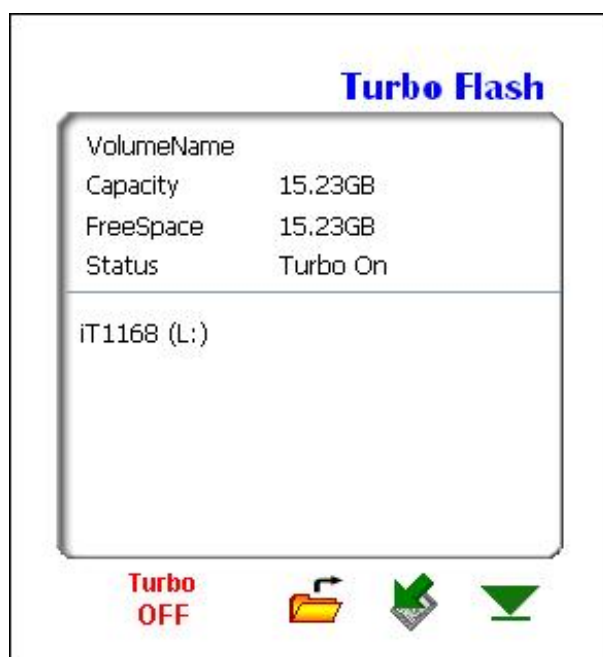 Turbo Flash
VolumeName
Capacity 15.23GB
FreeSpace 15.23GB
Status Turbo On
iT1168 (L:)
Turbo
OFF